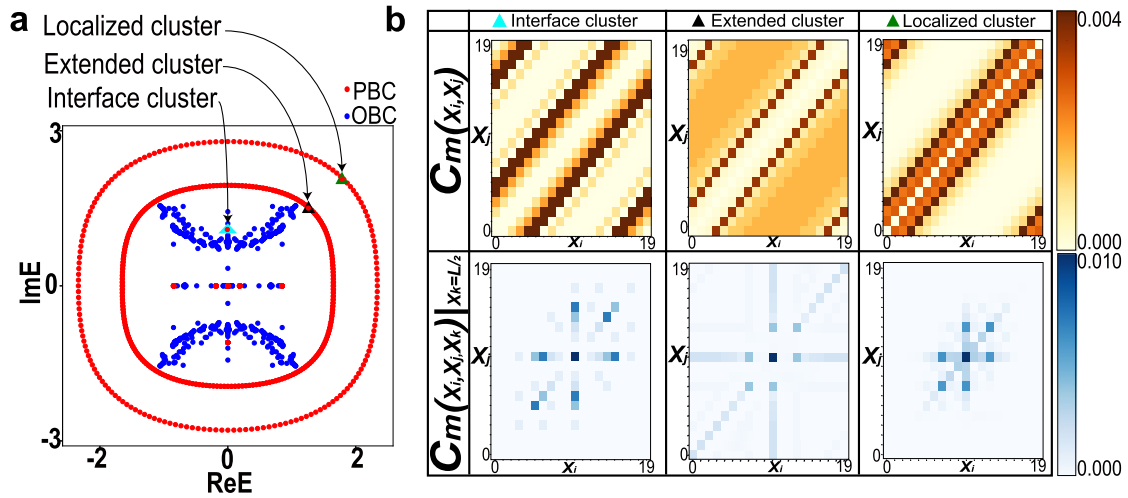 a
Localized cluster
Extended cluster
Interface cluster
PBC
OBC
3
0
-3
ImE
-2
0
2
ReE
b
Interface cluster
Extended cluster
Localized cluster
Cm(xi,xj)
19
xj
0
0
xi
19
19
xj
0
0
xi
19
19
xj
0
0
xi
19
0.004
0.000
Cm(xi,xj,xk)|xk=L/2
19
xj
0
0
xi
19
19
xj
0
0
xi
19
19
xj
0
0
xi
19
0.010
0.000